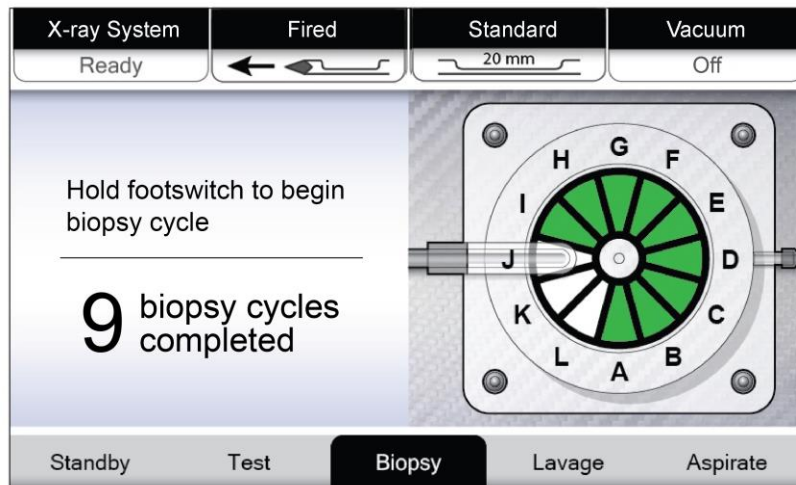 X-ray System
Fired
Standard
Vacuum
Ready
20 mm
Off
Hold footswitch to begin
biopsy cycle
9 biopsy cycles
completed
G
H
F
I
E
J
D
K
C
L
B
A
Standby
Test
Biopsy
Lavage
Aspirate